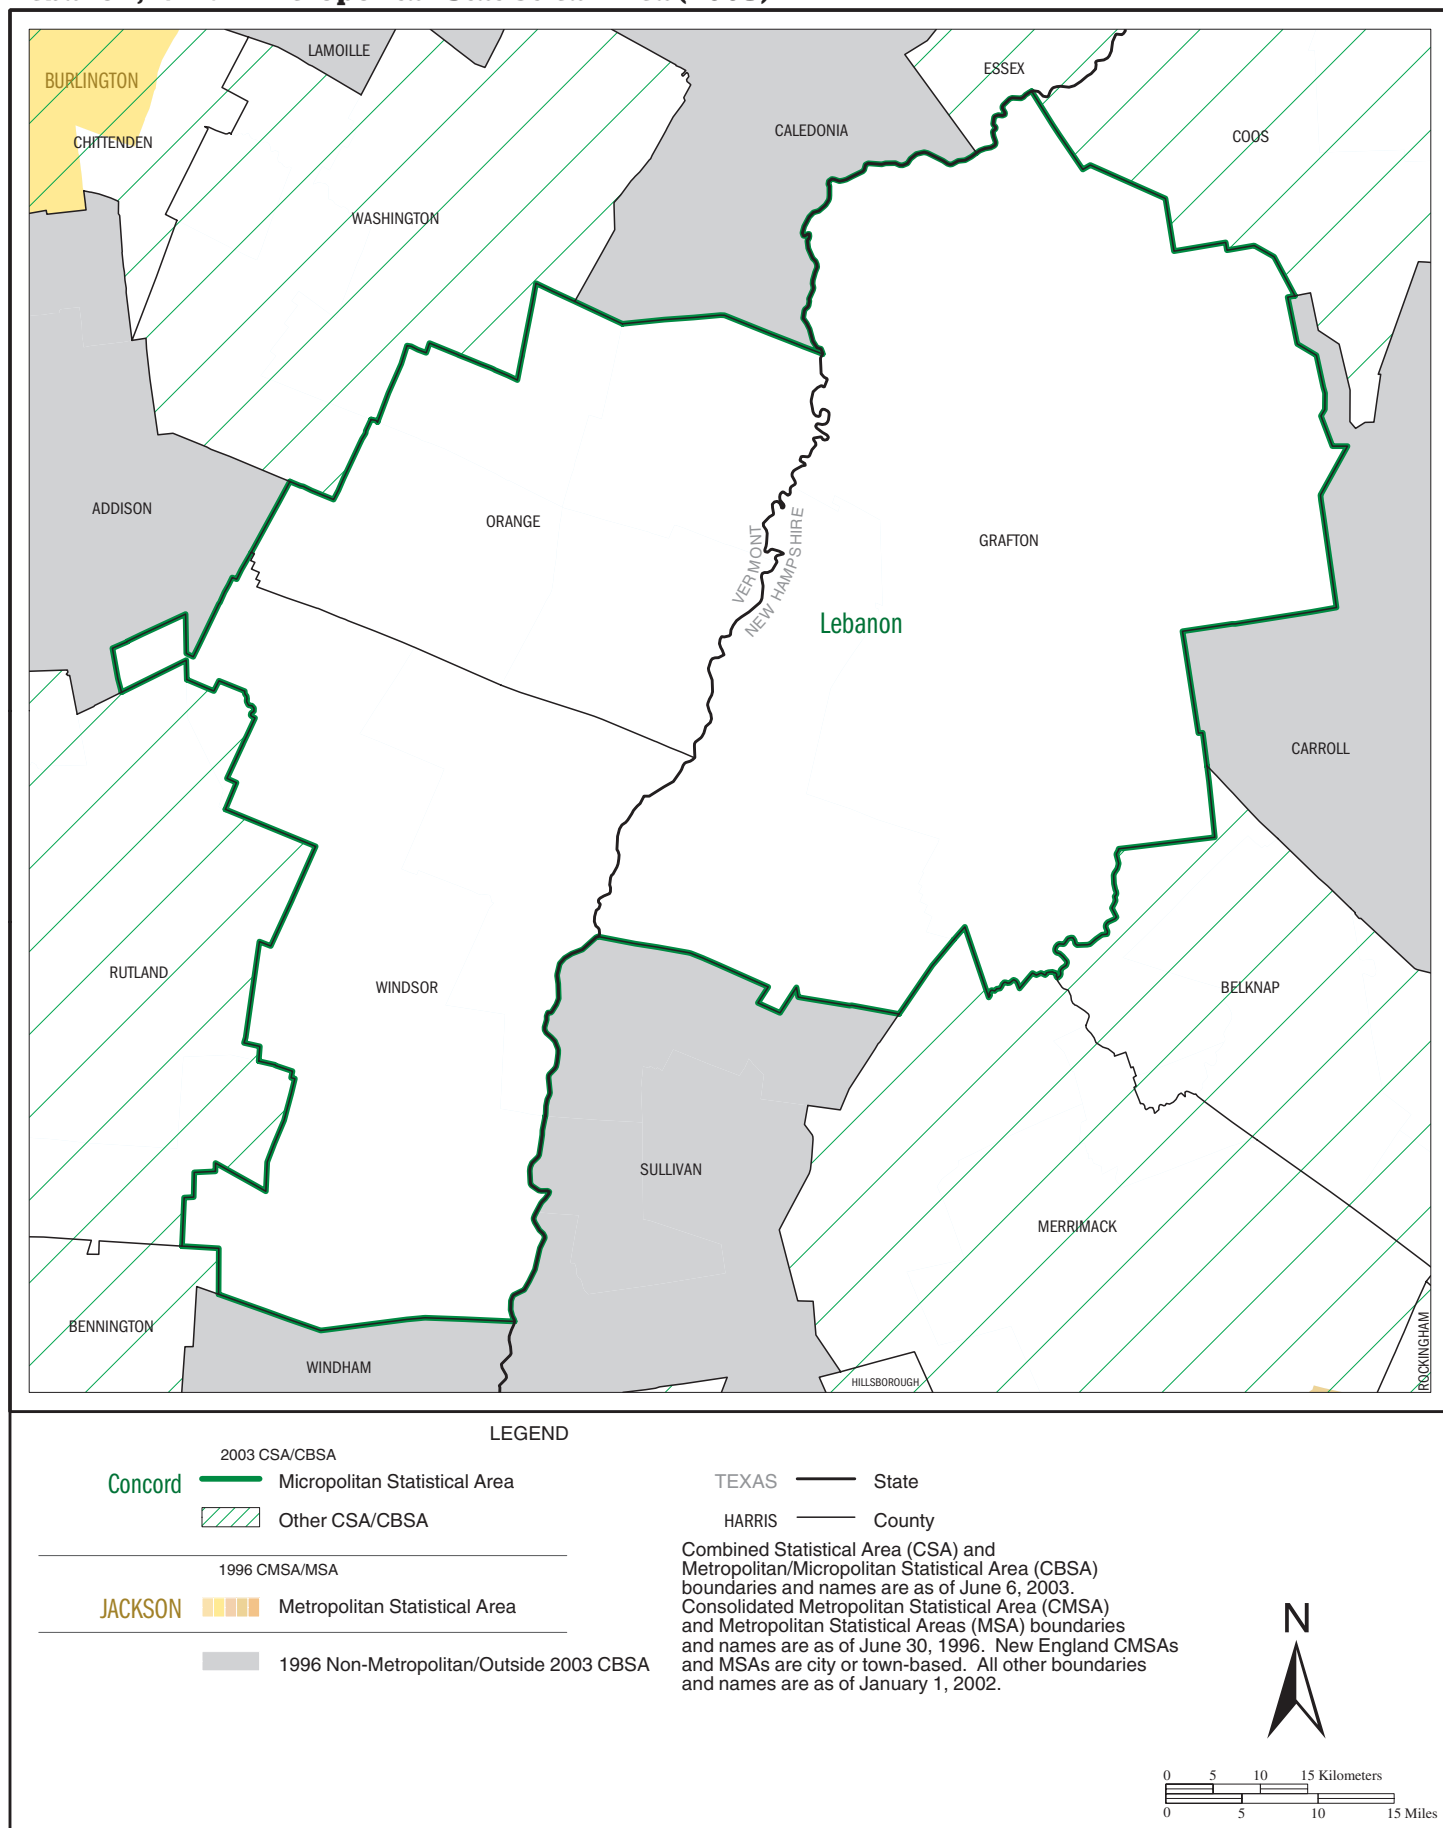 LAMOILLE
ESSEX
BURLINGTON
CALEDONIA
COOS
CHITTENDEN
WASHINGTON
ADDISON
ORANGE
GRAFTON
VERMONT
NEW HAMPSHIRE
Lebanon
CARROLL
RUTLAND
WINDSOR
BELKNAP
SULLIVAN
MERRIMACK
BENNINGTON
WINDHAM
HILLSBOROUGH
ROCKINGHAM
LEGEND
2003 CSA/CBSA
Concord Micropolitan Statistical Area
Other CSA/CBSA
1996 CMSA/MSA
JACKSON Metropolitan Statistical Area
1996 Non-Metropolitan/Outside 2003 CBSA
TEXAS State
HARRIS County
Combined Statistical Area (CSA) and
Metropolitan/Micropolitan Statistical Area (CBSA)
boundaries and names are as of June 6, 2003.
Consolidated Metropolitan Statistical Area (CMSA)
and Metropolitan Statistical Areas (MSA) boundaries
and names are as of June 30, 1996. New England CMSAs
and MSAs are city or town-based. All other boundaries
and names are as of January 1, 2002.
N
0 5 10 15 Kilometers
0 5 10 15 Miles